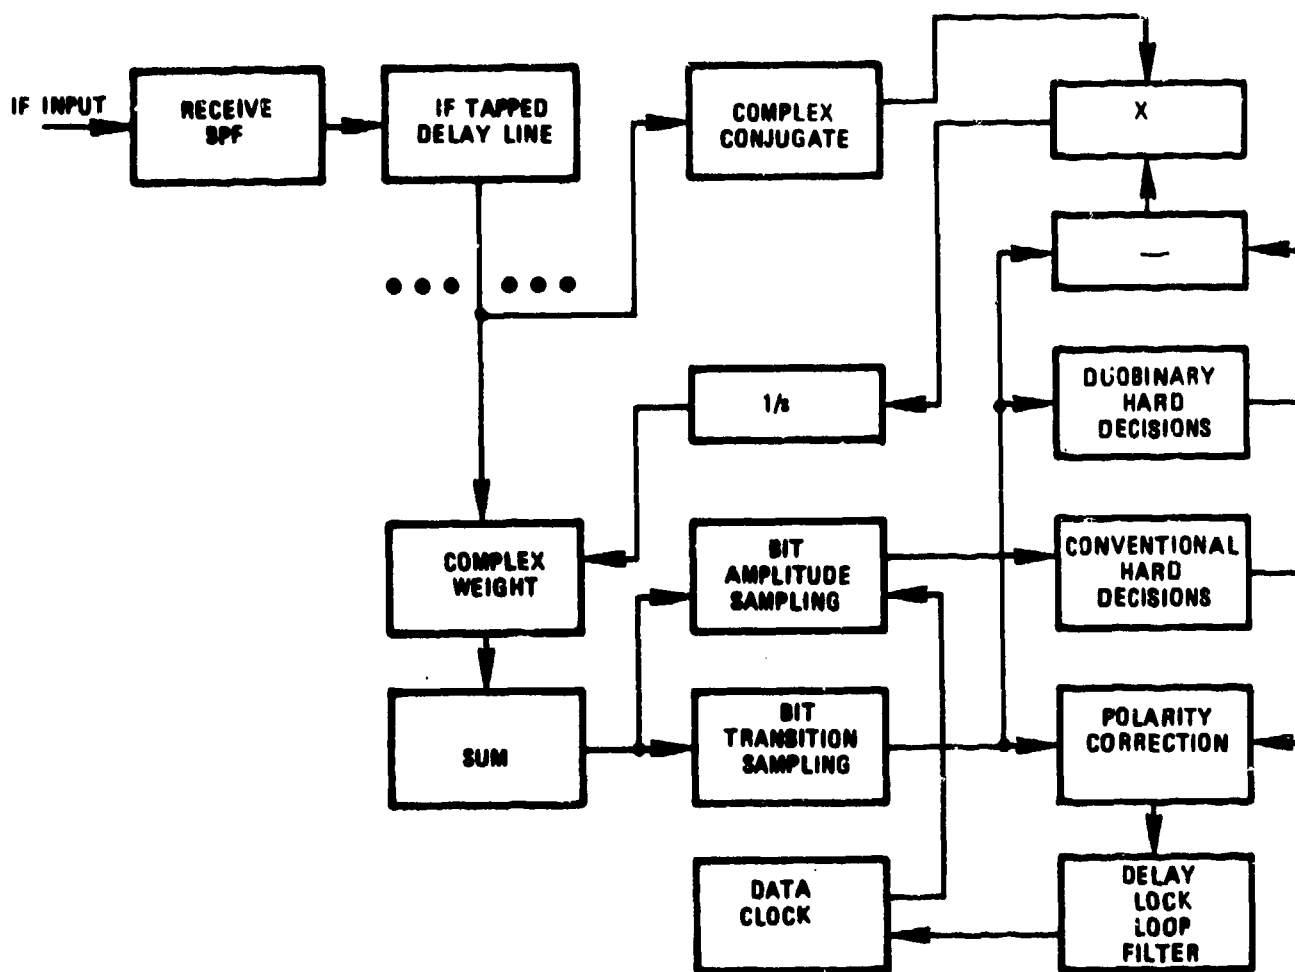 IF INPUT
RECEIVE
BPF
IF TAPPED
DELAY LINE
COMPLEX
CONJUGATE
X
—
1/s
DUOBINARY
HARD
DECISIONS
COMPLEX
WEIGHT
BIT
AMPLITUDE
SAMPLING
CONVENTIONAL
HARD
DECISIONS
SUM
BIT
TRANSITION
SAMPLING
POLARITY
CORRECTION
DATA
CLOCK
DELAY
LOCK
LOOP
FILTER